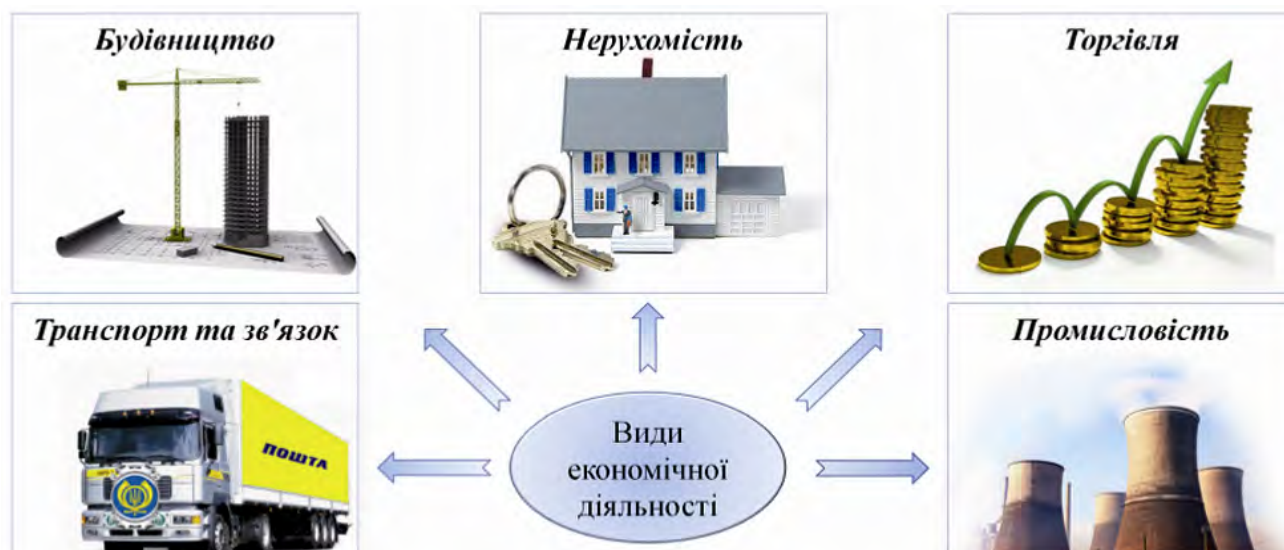 Будівництво
Нерухомість
Торгівля
Транспорт та зв'язок
Промисловість
ПОШТА
Види
економічної
діяльності